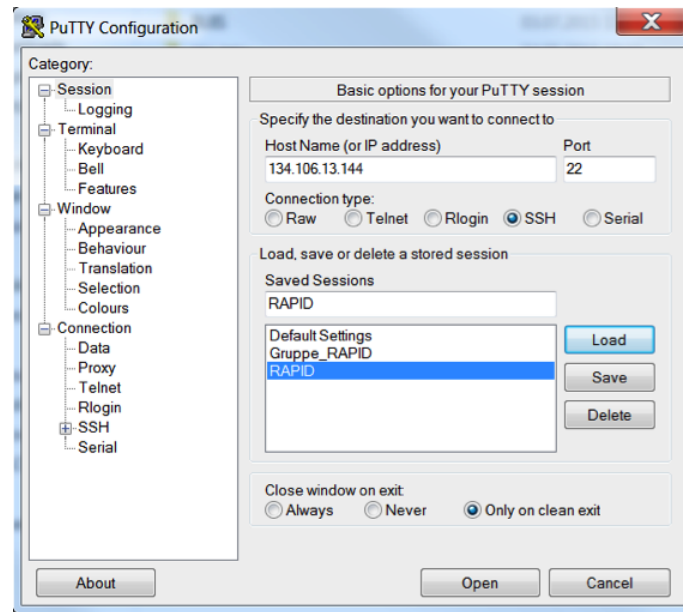 PuTTY Configuration
Category:
Session
Logging
Terminal
Keyboard
Bell
Features
Window
Appearance
Behaviour
Translation
Selection
Colours
Connection
Data
Proxy
Telnet
Rlogin
SSH
Serial
Basic options for your PuTTY session
Specify the destination you want to connect to
Host Name (or IP address) Port
134.106.13.144 22
Connection type:
Raw Telnet Rlogin SSH Serial
Load, save or delete a stored session
Saved Sessions
RAPID
Default Settings
Gruppe_RAPID
RAPID
Load
Save
Delete
Close window on exit:
Always Never Only on clean exit
About Open Cancel